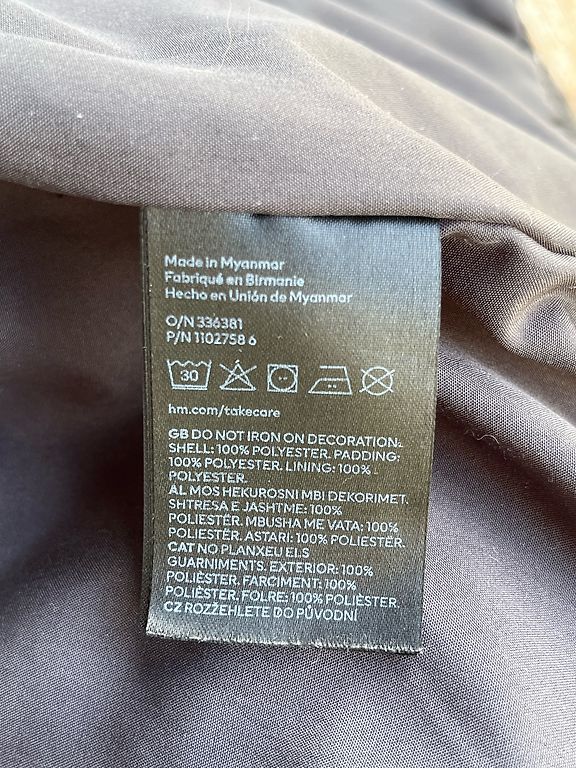 Made in Myanmar
Fabriqué en Birmanie
Hecho en Unión de Myanmar
O/N 336381
P/N 1102758 6
30
hm.com/takecare
GB DO NOT IRON ON DECORATION.
SHELL: 100% POLYESTER. PADDING:
100% POLYESTER. LINING: 100%
POLYESTER.
AL MOS HEKUROSNI MBI DEKORIMET.
SHTRESA E JASHTME: 100%
POLIESTËR. MBUSHA ME VATA: 100%
POLIESTËR. ASTARI: 100% POLIESTËR.
CAT NO PLANXEU ELS
GUARNIMENTS. EXTERIOR: 100%
POLIÈSTER. FARCIMENT: 100%
POLIÈSTER. FOLRE: 100% POLIÈSTER.
CZ ROZŽEHLETE DO PŮVODNÍ